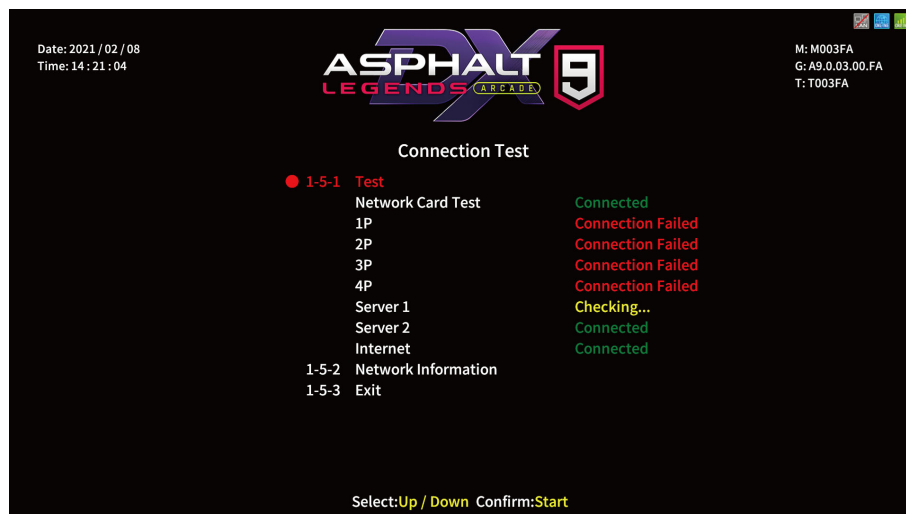 Date: 2021 / 02 / 08
Time: 14 : 21 : 04
DX
ASPHALT 9
LEGENDS ARCADE
M: M003FA
G: A9.0.03.00.FA
T: T003FA
Connection Test
1-5-1 Test
Network Card Test Connected
1P Connection Failed
2P Connection Failed
3P Connection Failed
4P Connection Failed
Server 1 Checking...
Server 2 Connected
Internet Connected
1-5-2 Network Information
1-5-3 Exit
Select:Up / Down Confirm:Start